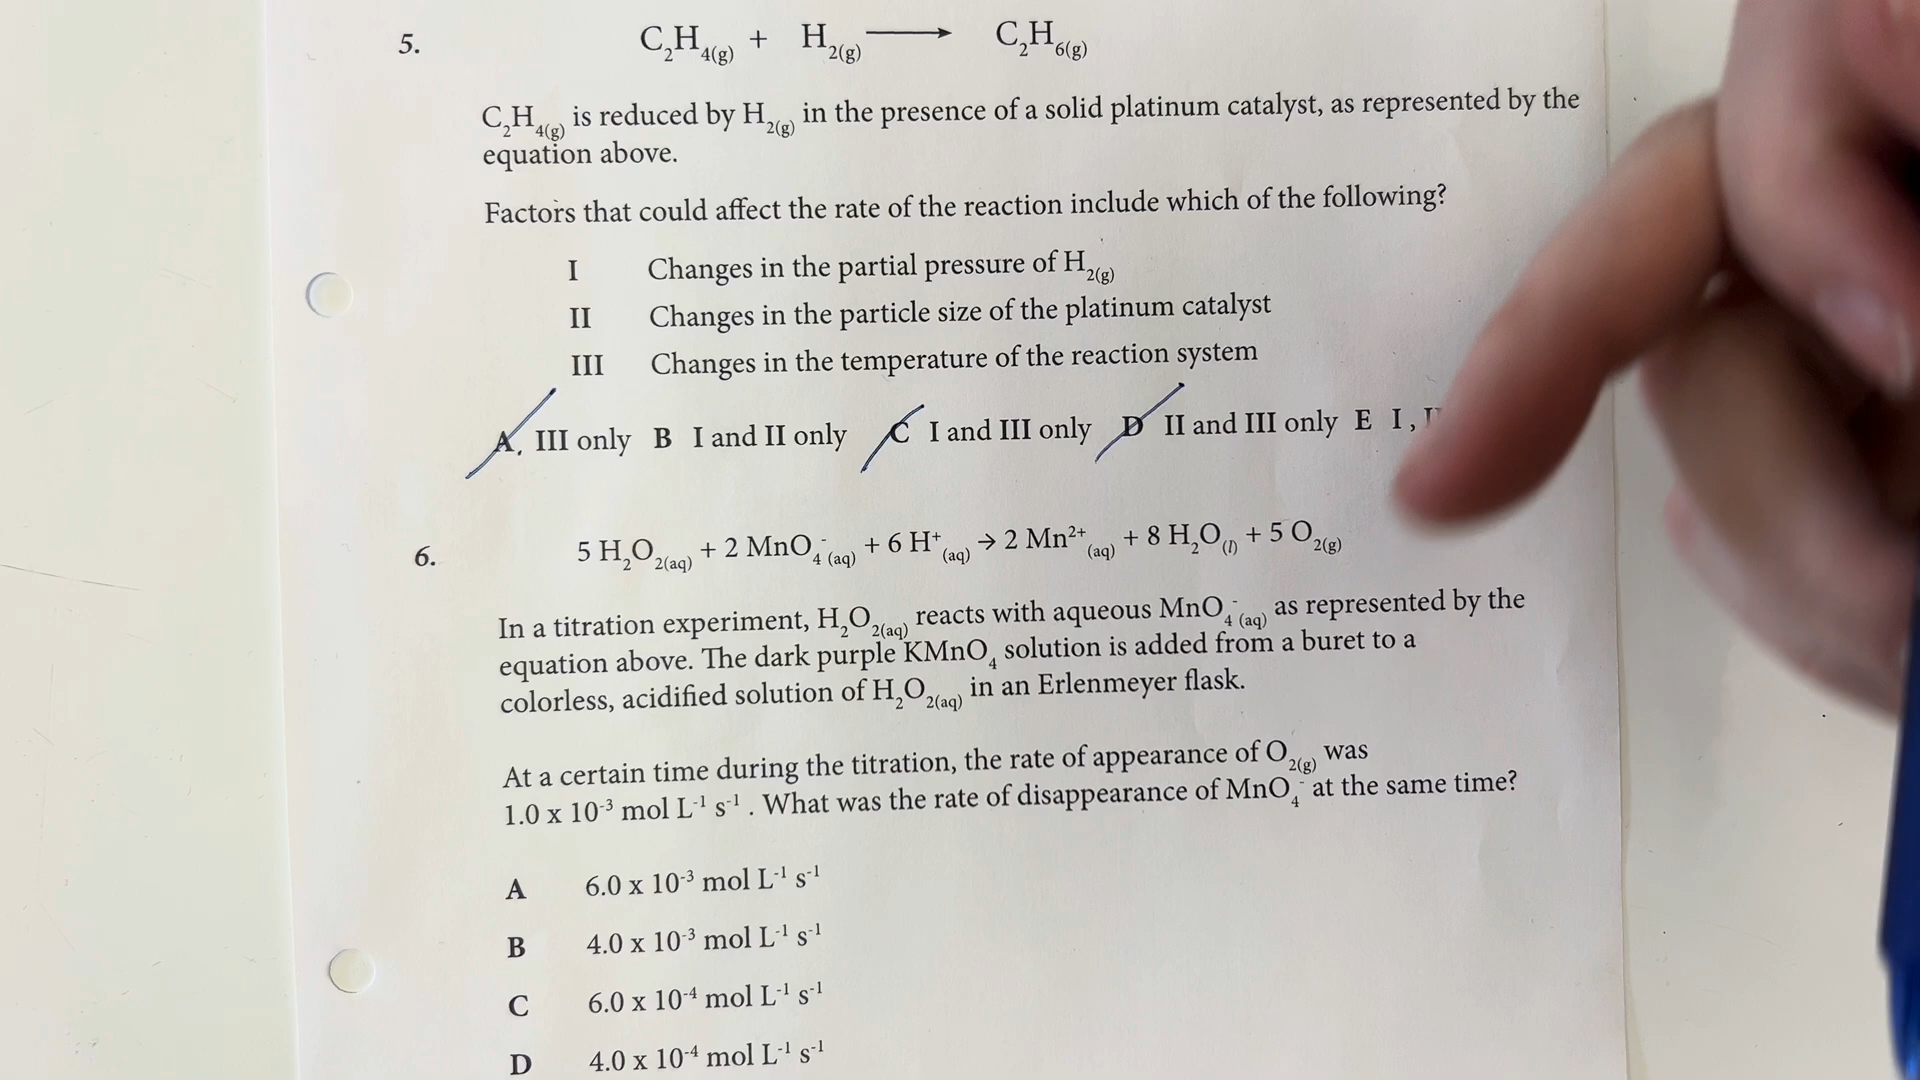 5. C₂H₄(g) + H₂(g) ⟶ C₂H₆(g)
C₂H₄(g) is reduced by H₂(g) in the presence of a solid platinum catalyst, as represented by the
equation above.
Factors that could affect the rate of the reaction include which of the following?
I Changes in the partial pressure of H₂(g)
II Changes in the particle size of the platinum catalyst
III Changes in the temperature of the reaction system
A. III only B I and II only C I and III only D II and III only E I ,
6. 5 H₂O₂(aq) + 2 MnO₄⁻(aq) + 6 H⁺(aq) → 2 Mn²⁺(aq) + 8 H₂O(l) + 5 O₂(g)
In a titration experiment, H₂O₂(aq) reacts with aqueous MnO₄⁻(aq) as represented by the
equation above. The dark purple KMnO₄ solution is added from a buret to a
colorless, acidified solution of H₂O₂(aq) in an Erlenmeyer flask.
At a certain time during the titration, the rate of appearance of O₂(g) was
1.0 x 10⁻³ mol L⁻¹ s⁻¹ . What was the rate of disappearance of MnO₄⁻ at the same time?
A 6.0 x 10⁻³ mol L⁻¹ s⁻¹
B 4.0 x 10⁻³ mol L⁻¹ s⁻¹
C 6.0 x 10⁻⁴ mol L⁻¹ s⁻¹
D 4.0 x 10⁻⁴ mol L⁻¹ s⁻¹